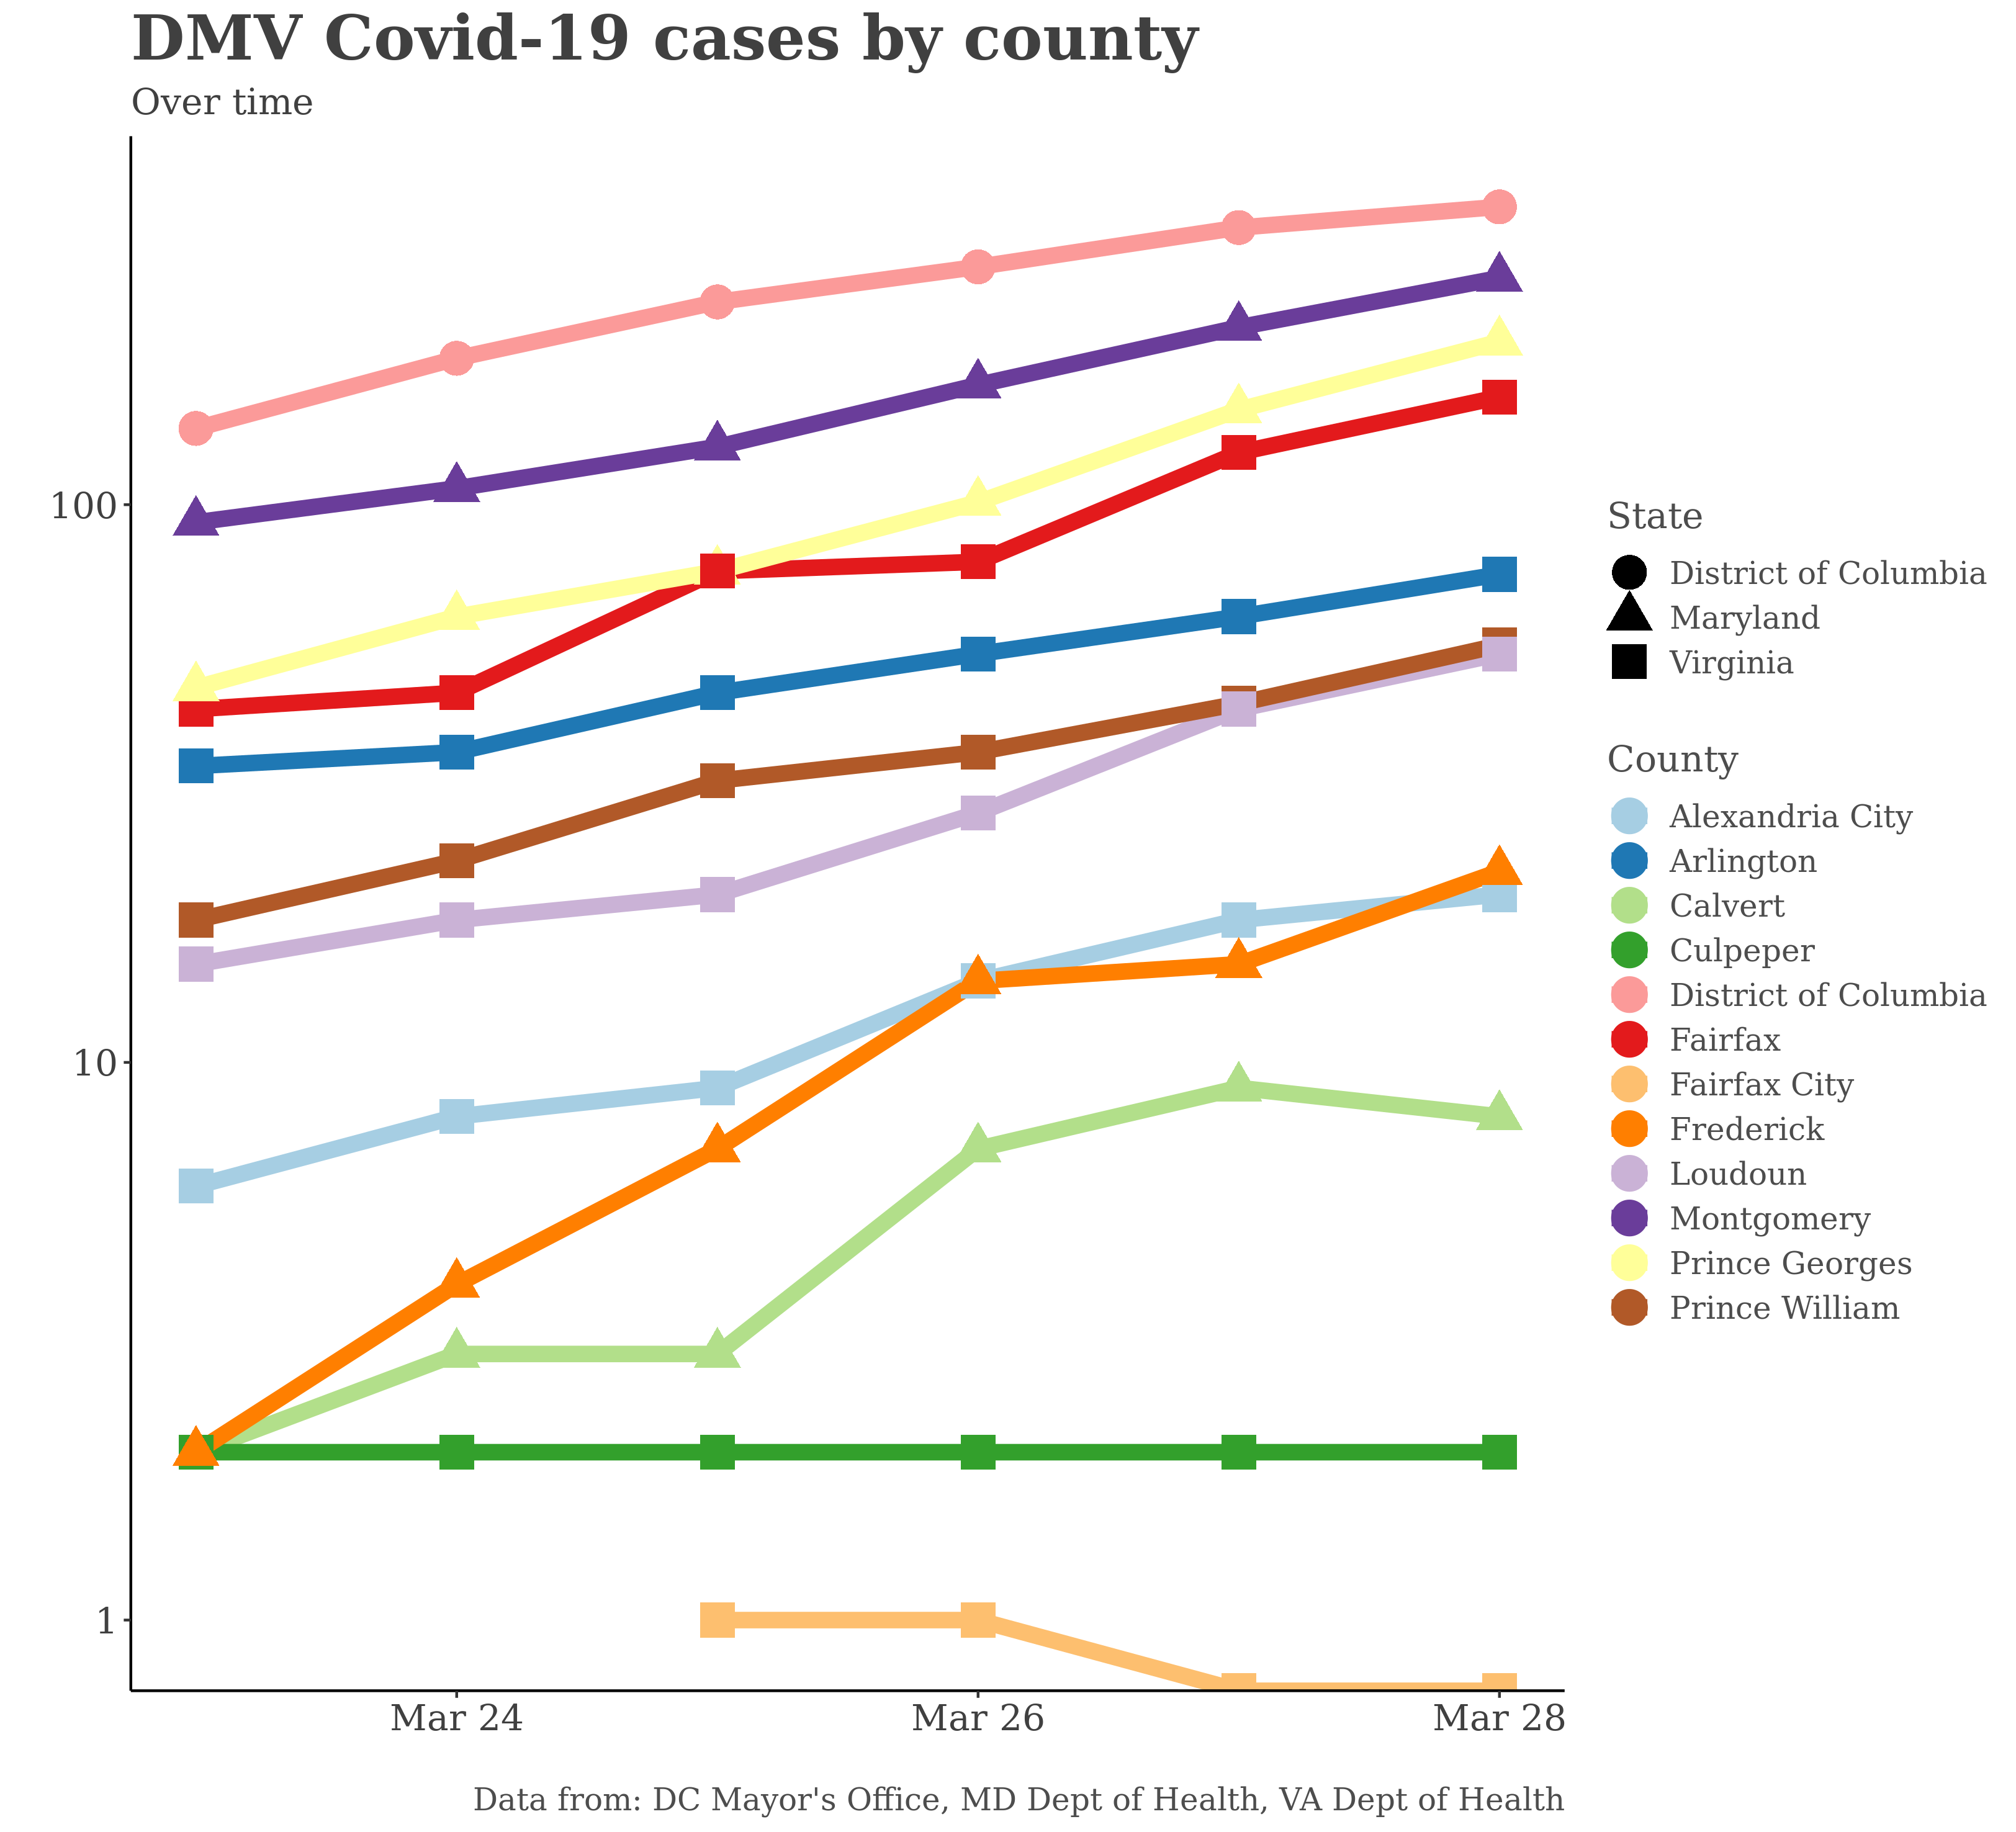 DMV Covid-19 cases by county
Over time
100
10
1
Mar 24
Mar 26
Mar 28
State
District of Columbia
Maryland
Virginia
County
Alexandria City
Arlington
Calvert
Culpeper
District of Columbia
Fairfax
Fairfax City
Frederick
Loudoun
Montgomery
Prince Georges
Prince William
Data from: DC Mayor's Office, MD Dept of Health, VA Dept of Health